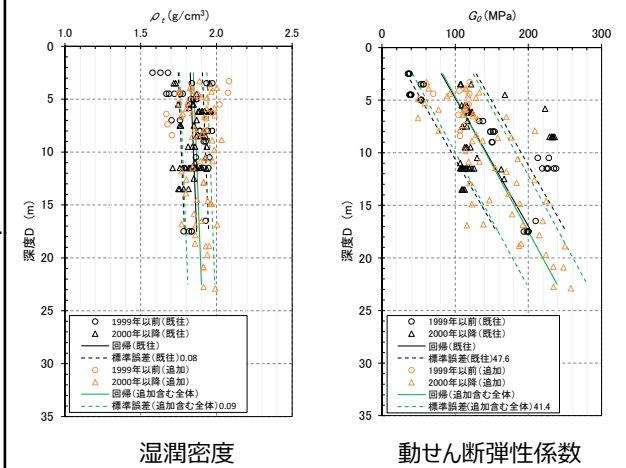 ρt (g/cm³)
1.0 1.5 2.0 2.5
0
5
10
15
20
25
30
35
深度D (m)
1999年以前(既往)
2000年以降(既往)
回帰(既往)
標準誤差(既往)0.08
1999年以前(追加)
2000年以降(追加)
回帰(追加含む全体)
標準誤差(追加含む全体)0.09
湿潤密度
G0 (MPa)
0 100 200 300
0
5
10
15
20
25
30
35
深度D (m)
1999年以前(既往)
2000年以降(既往)
回帰(既往)
標準誤差(既往)47.6
1999年以前(追加)
2000年以降(追加)
回帰(追加含む全体)
標準誤差(追加含む全体)41.4
動せん断弾性係数